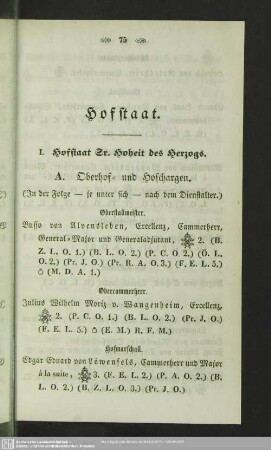 75
Hofstaat.
I. Hofstaat Sr. Hoheit des Herzogs.
A. Oberhof- und Hofchargen.
(In der Folge — je unter sich — nach dem Dienstalter.)
Oberstallmeister.
Busso von Alvensleben, Excellenz, Cammerherr,
General-Major und Generaladjutant, 2. (B.
Z. L. O. 1.) (B. L. O. 2.) (P. C. O 2.) (Ö. L.
O. 2.) (Pr. J. O.) (Pr. R. A. O. 3.) (F. E. L. 5.)
(M. D. A. 1.)
Obercammerherr.
Julius Wilhelm Moritz v. Wangenheim, Excellenz,
2. (P. C. O. 1.) (B. L. O. 2.) (Pr. J. O.)
(F. E. L. 5.) (E. M.) R. F. M.)
Hofmarschall.
Edgar Eduard von Löwenfels, Cammerherr und Major
à la suite, 3. (F. E. L. 2.) (P. A. O. 2.) (B.
L. O. 2.) (B. Z. L. O. 3.) (Pr. J. O.)